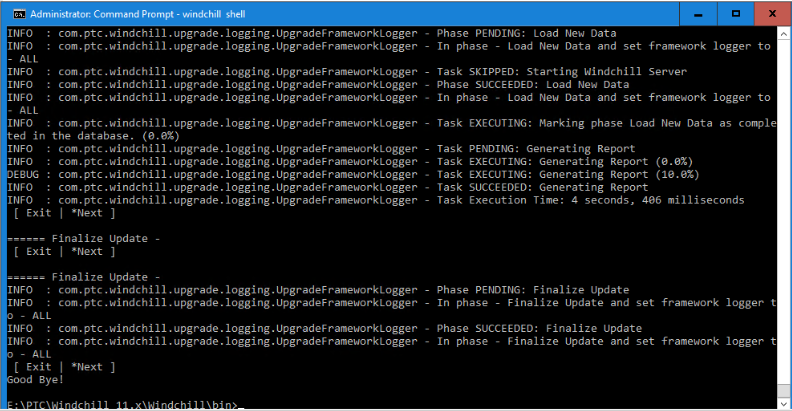 Administrator: Command Prompt - windchill shell
INFO  : com.ptc.windchill.upgrade.logging.UpgradeFrameworkLogger - Phase PENDING: Load New Data
INFO  : com.ptc.windchill.upgrade.logging.UpgradeFrameworkLogger - In phase - Load New Data and set framework logger to
- ALL
INFO  : com.ptc.windchill.upgrade.logging.UpgradeFrameworkLogger - Task SKIPPED: Starting Windchill Server
INFO  : com.ptc.windchill.upgrade.logging.UpgradeFrameworkLogger - Phase SUCCEEDED: Load New Data
INFO  : com.ptc.windchill.upgrade.logging.UpgradeFrameworkLogger - In phase - Load New Data and set framework logger to
- ALL
INFO  : com.ptc.windchill.upgrade.logging.UpgradeFrameworkLogger - Task EXECUTING: Marking phase Load New Data as comple
ted in the database. (0.0%)
INFO  : com.ptc.windchill.upgrade.logging.UpgradeFrameworkLogger - Task PENDING: Generating Report
INFO  : com.ptc.windchill.upgrade.logging.UpgradeFrameworkLogger - Task EXECUTING: Generating Report (0.0%)
DEBUG : com.ptc.windchill.upgrade.logging.UpgradeFrameworkLogger - Task EXECUTING: Generating Report (10.0%)
INFO  : com.ptc.windchill.upgrade.logging.UpgradeFrameworkLogger - Task SUCCEEDED: Generating Report
INFO  : com.ptc.windchill.upgrade.logging.UpgradeFrameworkLogger - Task Execution Time: 4 seconds, 406 milliseconds
[ Exit | *Next ]
====== Finalize Update -
[ Exit | *Next ]
====== Finalize Update -
INFO  : com.ptc.windchill.upgrade.logging.UpgradeFrameworkLogger - Phase PENDING: Finalize Update
INFO  : com.ptc.windchill.upgrade.logging.UpgradeFrameworkLogger - In phase - Finalize Update and set framework logger t
o - ALL
INFO  : com.ptc.windchill.upgrade.logging.UpgradeFrameworkLogger - Phase SUCCEEDED: Finalize Update
INFO  : com.ptc.windchill.upgrade.logging.UpgradeFrameworkLogger - In phase - Finalize Update and set framework logger t
o - ALL
[ Exit | *Next ]
Good Bye!
E:\PTC\Windchill_11.x\Windchill\bin>_